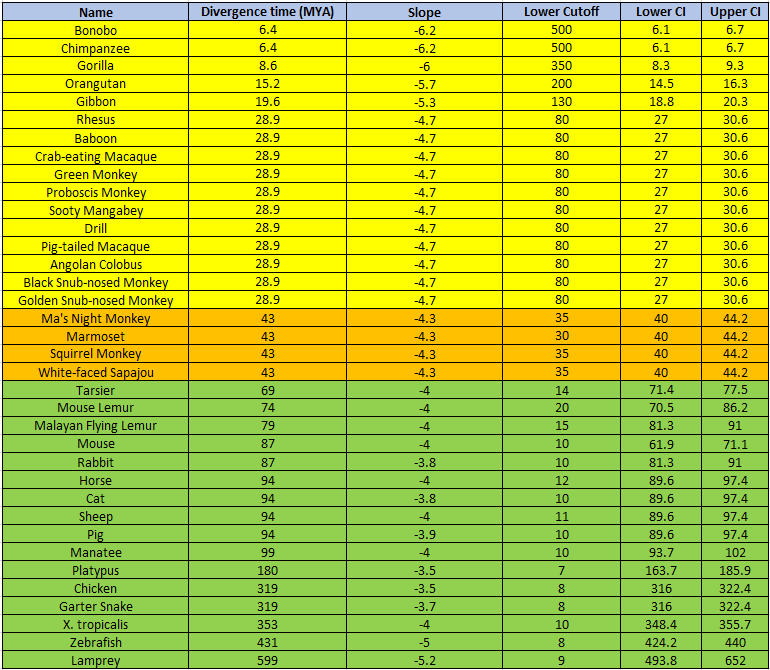 Name Divergence time (MYA) Slope Lower Cutoff Lower CI Upper CI
Bonobo 6.4 -6.2 500 6.1 6.7
Chimpanzee 6.4 -6.2 500 6.1 6.7
Gorilla 8.6 -6 350 8.3 9.3
Orangutan 15.2 -5.7 200 14.5 16.3
Gibbon 19.6 -5.3 130 18.8 20.3
Rhesus 28.9 -4.7 80 27 30.6
Baboon 28.9 -4.7 80 27 30.6
Crab-eating Macaque 28.9 -4.7 80 27 30.6
Green Monkey 28.9 -4.7 80 27 30.6
Proboscis Monkey 28.9 -4.7 80 27 30.6
Sooty Mangabey 28.9 -4.7 80 27 30.6
Drill 28.9 -4.7 80 27 30.6
Pig-tailed Macaque 28.9 -4.7 80 27 30.6
Angolan Colobus 28.9 -4.7 80 27 30.6
Black Snub-nosed Monkey 28.9 -4.7 80 27 30.6
Golden Snub-nosed Monkey 28.9 -4.7 80 27 30.6
Ma's Night Monkey 43 -4.3 35 40 44.2
Marmoset 43 -4.3 30 40 44.2
Squirrel Monkey 43 -4.3 35 40 44.2
White-faced Sapajou 43 -4.3 35 40 44.2
Tarsier 69 -4 14 71.4 77.5
Mouse Lemur 74 -4 20 70.5 86.2
Malayan Flying Lemur 79 -4 15 81.3 91
Mouse 87 -4 10 61.9 71.1
Rabbit 87 -3.8 10 81.3 91
Horse 94 -4 12 89.6 97.4
Cat 94 -3.8 10 89.6 97.4
Sheep 94 -4 11 89.6 97.4
Pig 94 -3.9 10 89.6 97.4
Manatee 99 -4 10 93.7 102
Platypus 180 -3.5 7 163.7 185.9
Chicken 319 -3.5 8 316 322.4
Garter Snake 319 -3.7 8 316 322.4
X. tropicalis 353 -4 10 348.4 355.7
Zebrafish 431 -5 8 424.2 440
Lamprey 599 -5.2 9 493.8 652